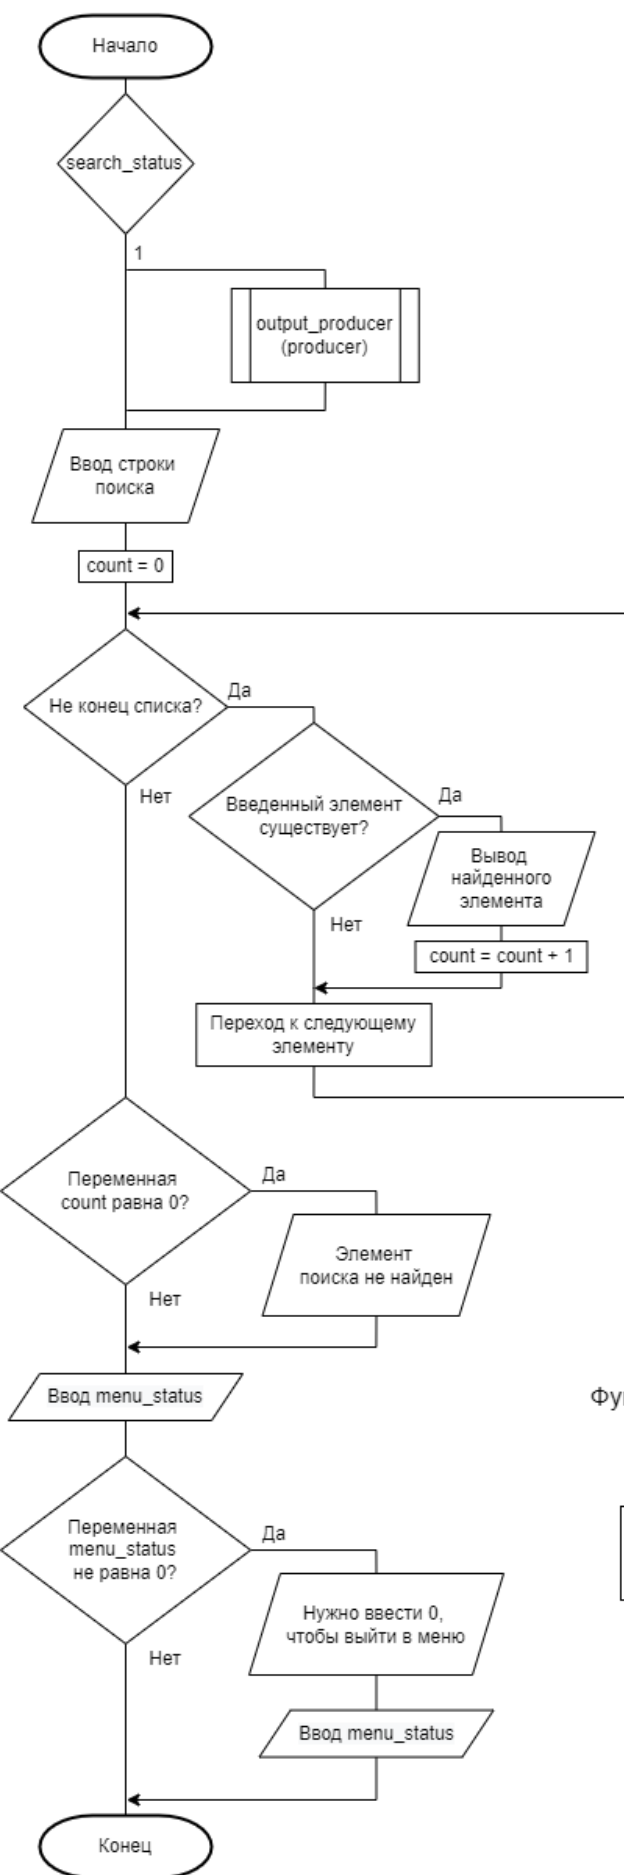 Начало
search_status
1
output_producer
(producer)
Ввод строки
поиска
count = 0
Не конец списка?
Да
Нет
Введенный элемент
существует?
Да
Вывод
найденного
элемента
Нет
count = count + 1
Переход к следующему
элементу
Переменная
count равна 0?
Да
Элемент
поиска не найден
Нет
Ввод menu_status
Переменная
menu_status
не равна 0?
Да
Нужно ввести 0,
чтобы выйти в меню
Нет
Ввод menu_status
Конец